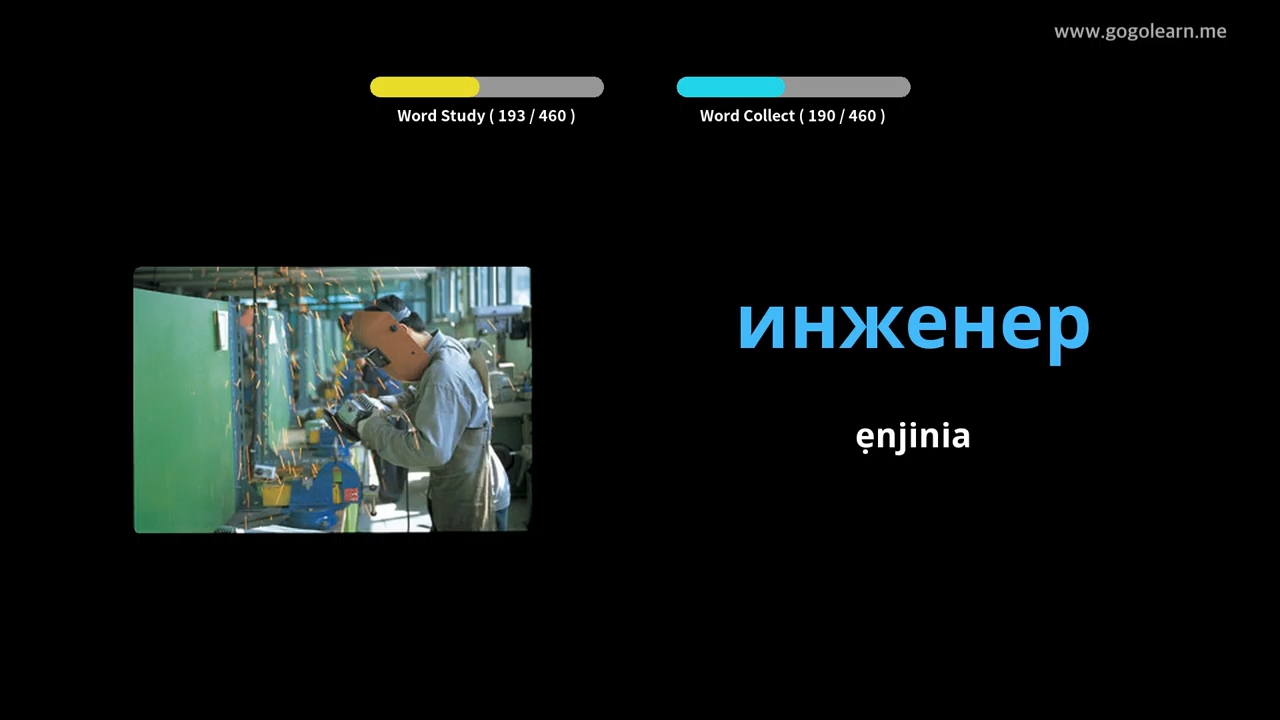 www.gogolearn.me
Word Study ( 193 / 460 )
Word Collect ( 190 / 460 )
инженер
ẹnjinia